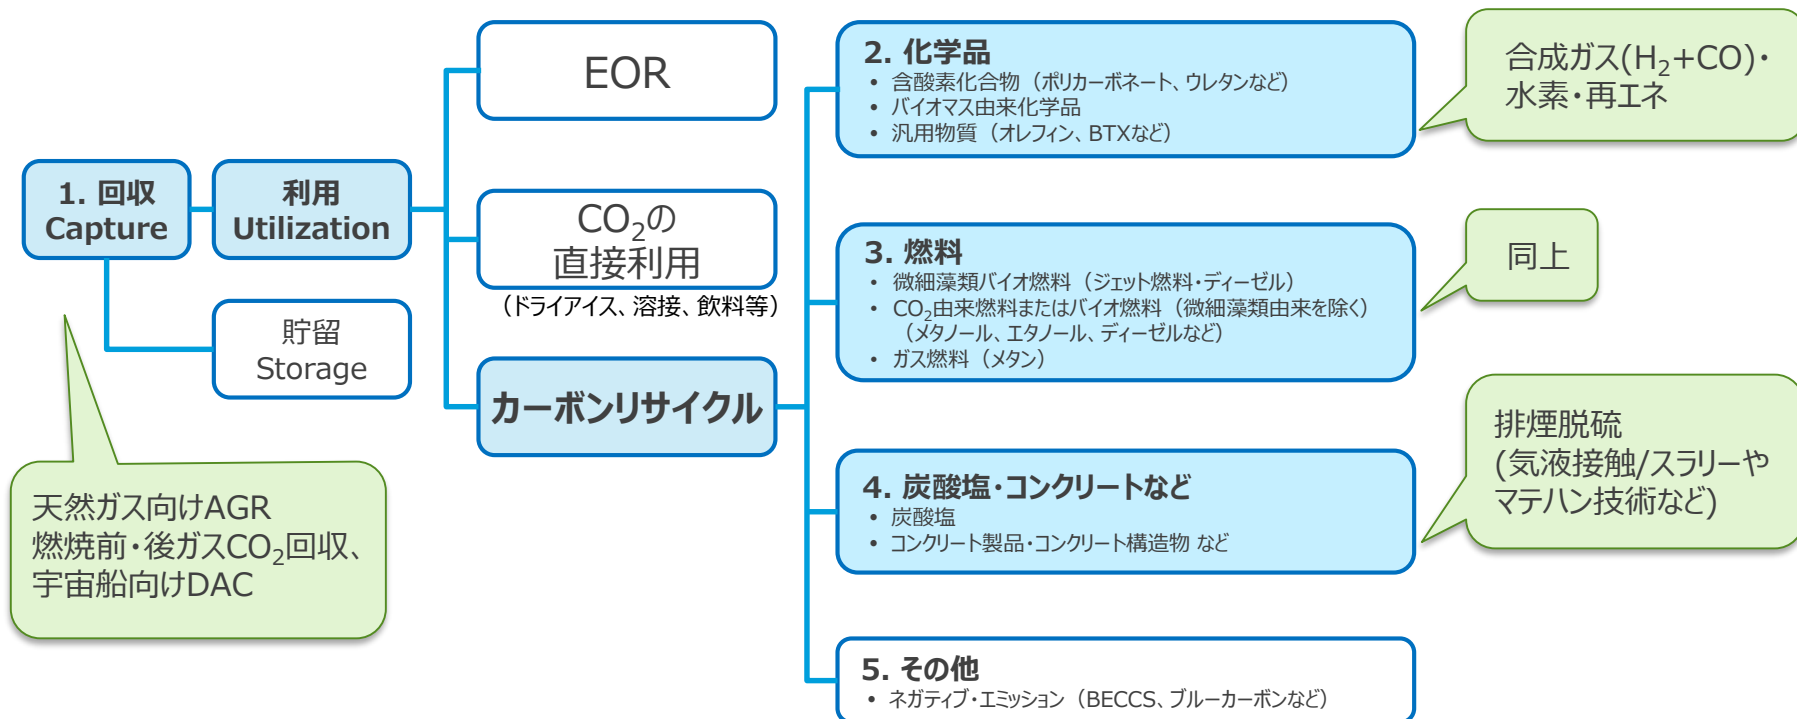 1. 回収
Capture
利用
Utilization
貯留
Storage
天然ガス向けAGR
燃焼前・後ガスCO₂回収、
宇宙船向けDAC
EOR
CO₂の
直接利用
（ドライアイス、溶接、飲料等）
カーボンリサイクル
2. 化学品
• 含酸素化合物（ポリカーボネート、ウレタンなど）
• バイオマス由来化学品
• 汎用物質（オレフィン、BTXなど）
合成ガス(H₂+CO)・
水素・再エネ
3. 燃料
• 微細藻類バイオ燃料（ジェット燃料・ディーゼル）
• CO₂由来燃料またはバイオ燃料（微細藻類由来を除く）
（メタノール、エタノール、ディーゼルなど）
• ガス燃料（メタン）
同上
4. 炭酸塩・コンクリートなど
• 炭酸塩
• コンクリート製品・コンクリート構造物 など
排煙脱硫
(気液接触/スラリーや
マテハン技術など)
5. その他
• ネガティブ・エミッション（BECCS、ブルーカーボンなど）